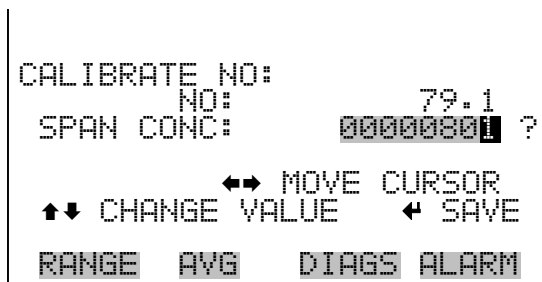 CALIBRATE NO:
NO: 79.1
SPAN CONC: 00000801 ?
⬅➡ MOVE CURSOR
⬆⬇ CHANGE VALUE ↵ SAVE
RANGE AVG DIAGS ALARM